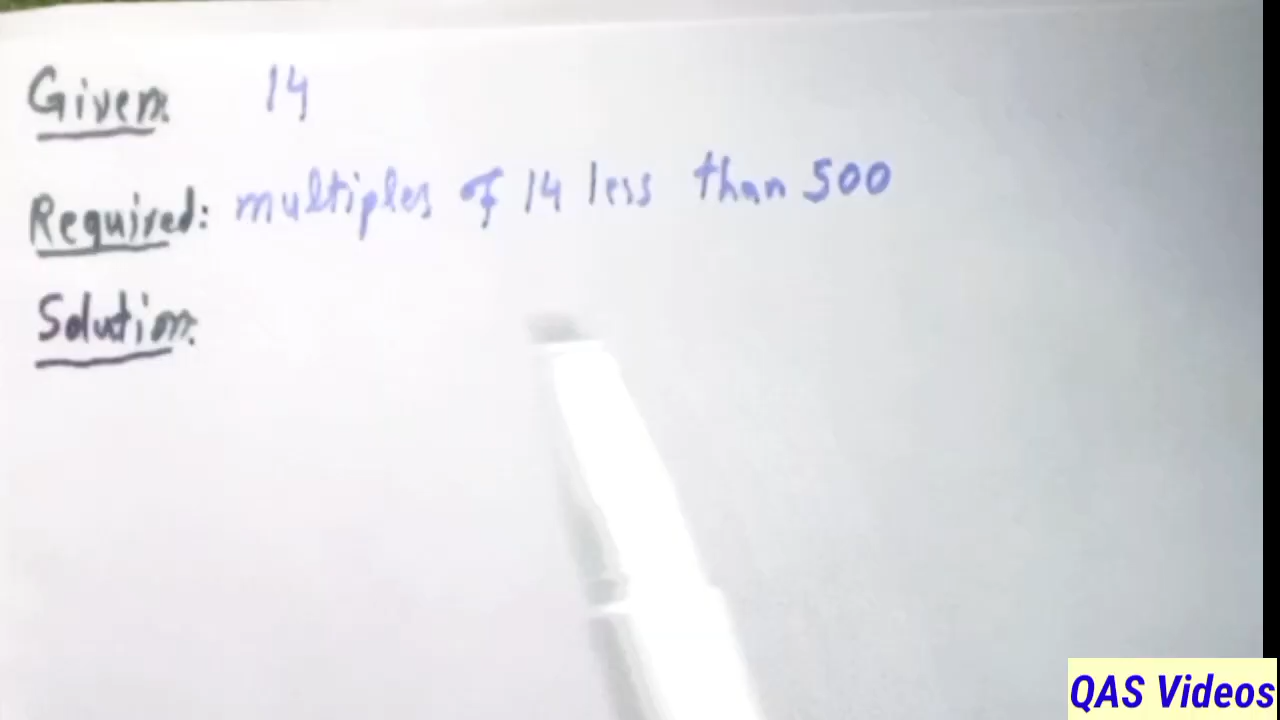 Given: 14
Required: multiples of 14 less than 500
Solution:
QAS Videos